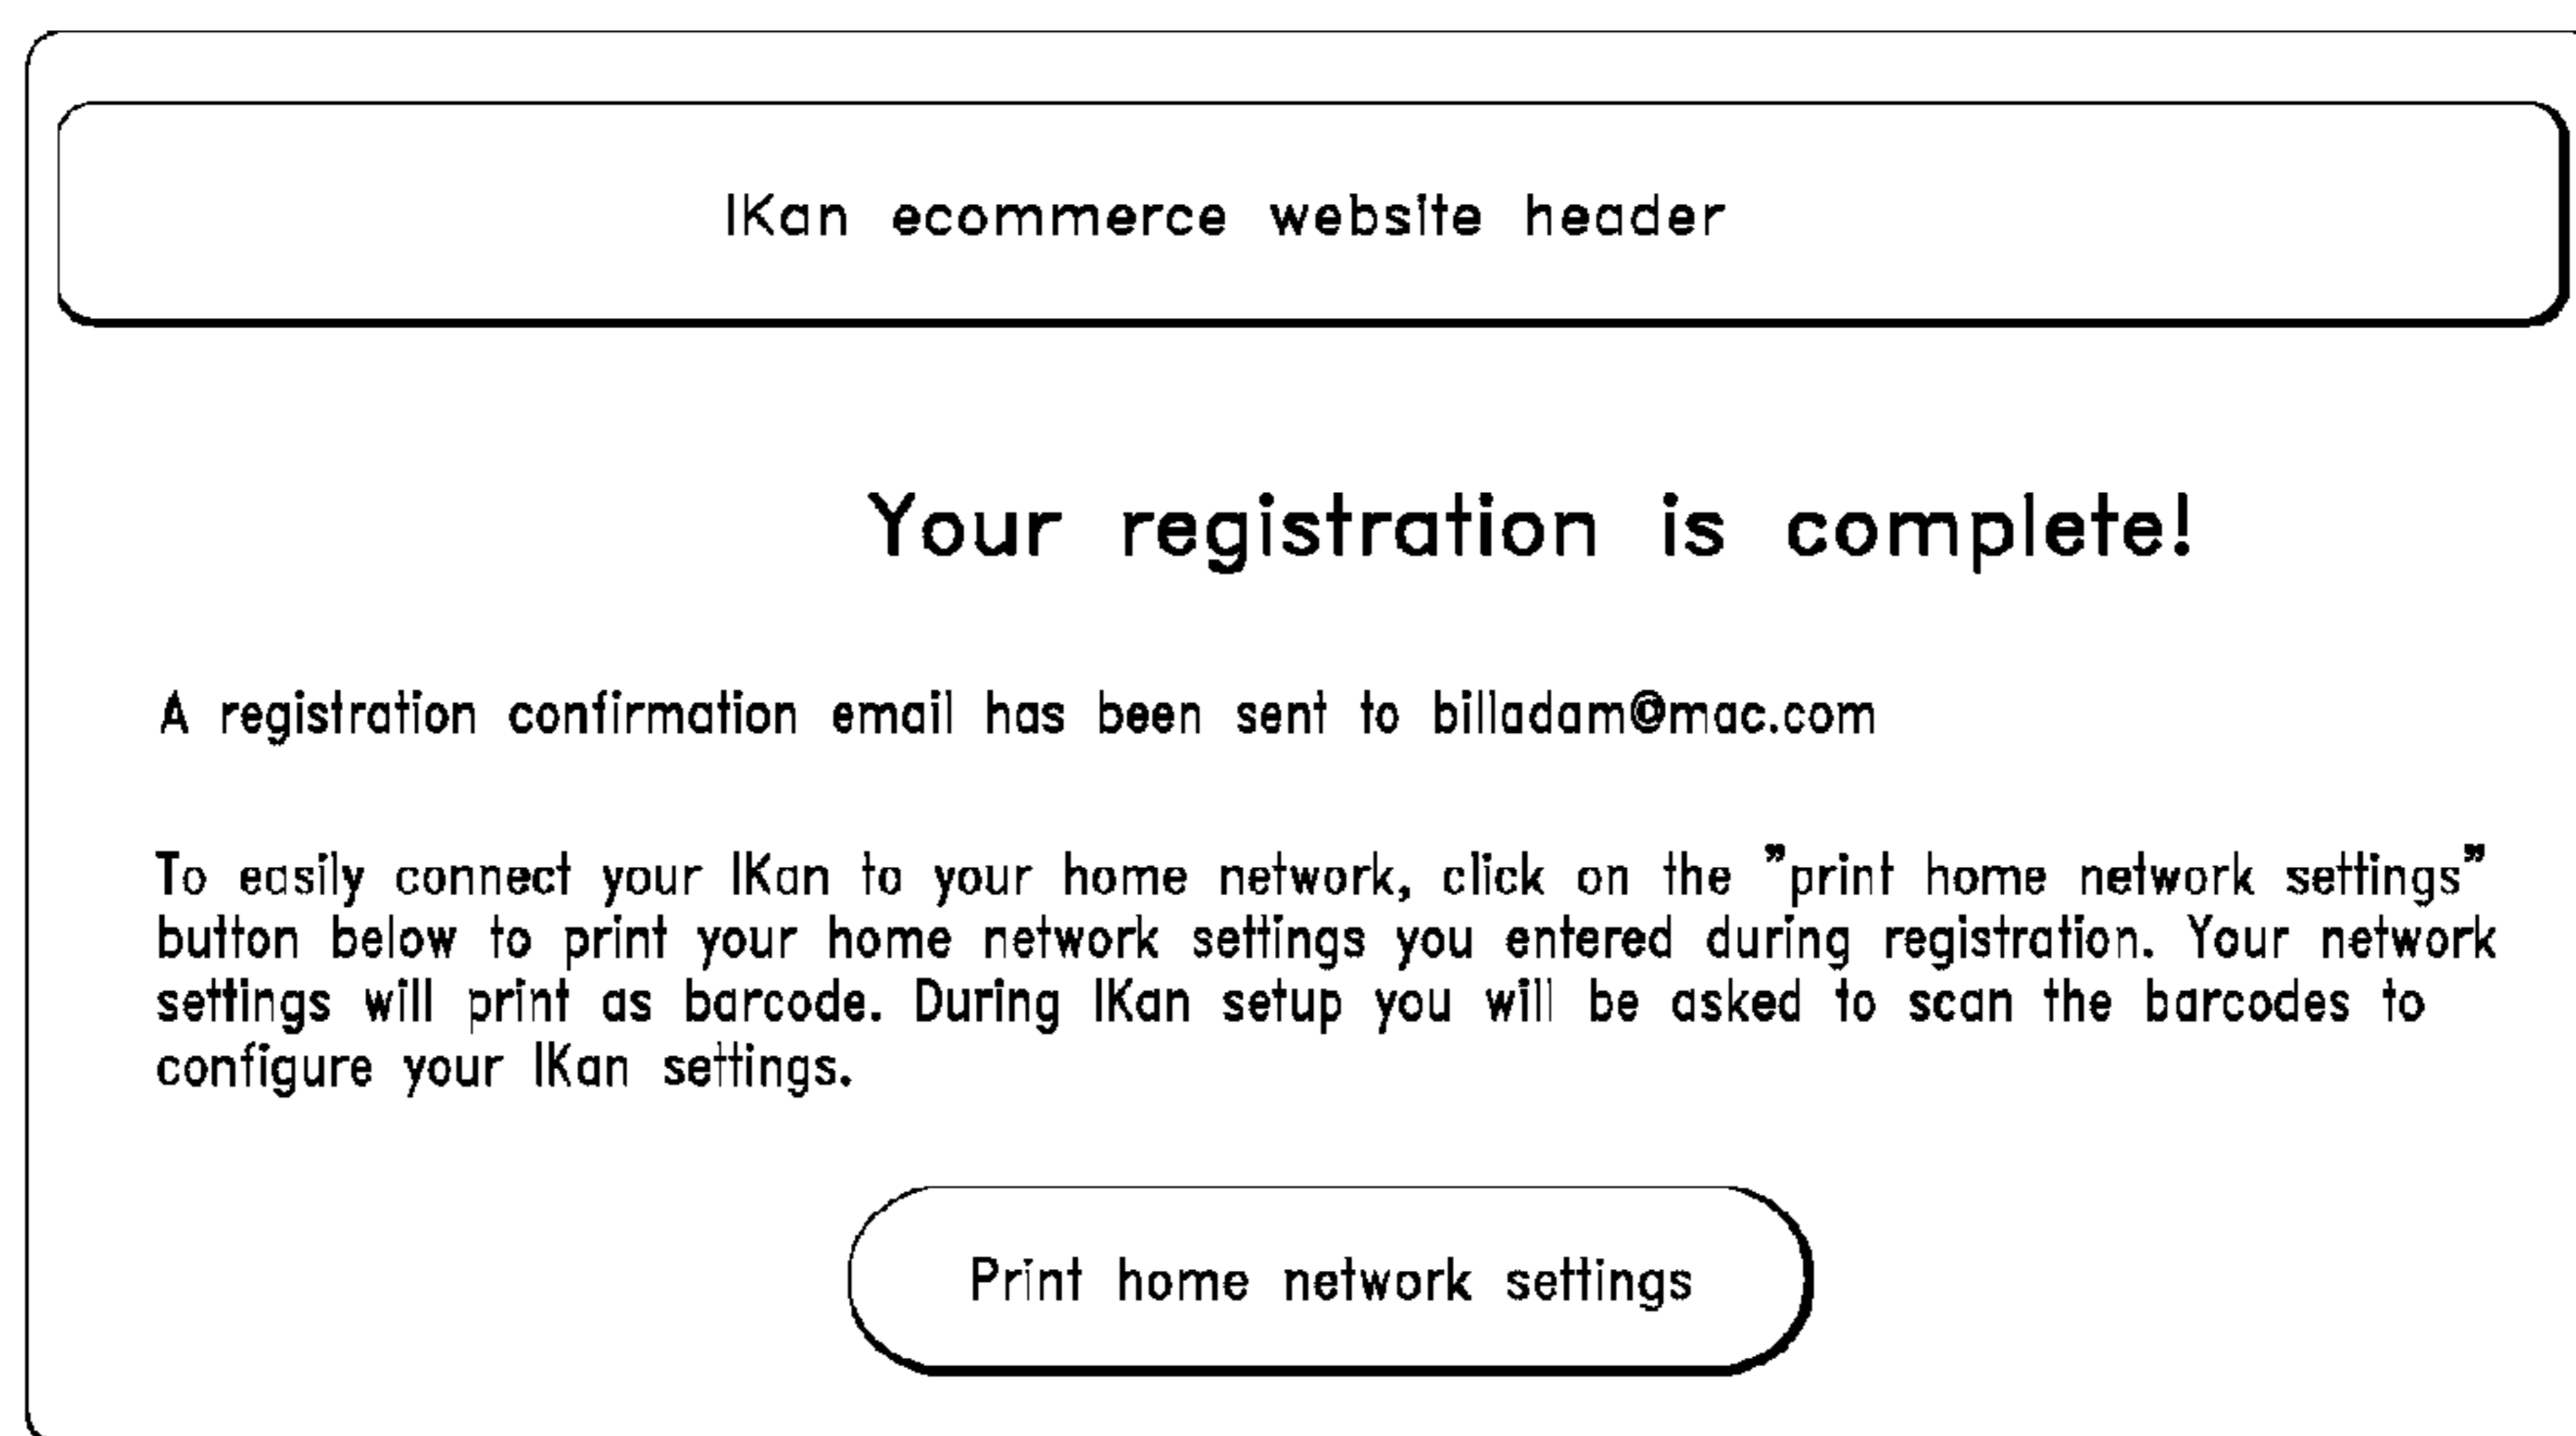 IKan ecommerce website header
Your registration is complete!
A registration confirmation email has been sent to billadam@mac.com
To easily connect your IKan to your home network, click on the ”print home network settings”
button below to print your home network settings you entered during registration. Your network
settings will print as barcode. During IKan setup you will be asked to scan the barcodes to
configure your IKan settings.
Print home network settings